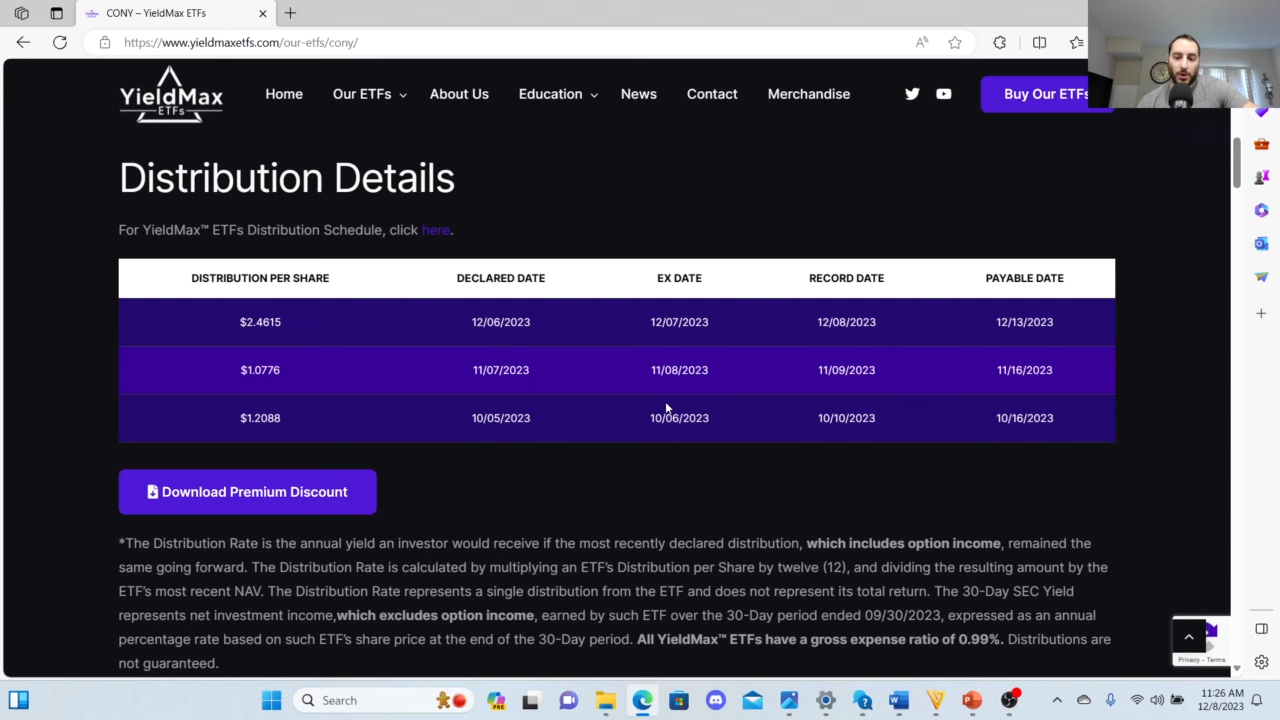 CONY – YieldMax ETFs
https://www.yieldmaxetfs.com/our-etfs/cony/
YieldMax
ETFs
Home
Our ETFs
About Us
Education
News
Contact
Merchandise
Buy Our ETFs
Distribution Details
For YieldMax™ ETFs Distribution Schedule, click here.
DISTRIBUTION PER SHARE DECLARED DATE EX DATE RECORD DATE PAYABLE DATE
$2.4615 12/06/2023 12/07/2023 12/08/2023 12/13/2023
$1.0776 11/07/2023 11/08/2023 11/09/2023 11/16/2023
$1.2088 10/05/2023 10/06/2023 10/10/2023 10/16/2023
Download Premium Discount
*The Distribution Rate is the annual yield an investor would receive if the most recently declared distribution, which includes option income, remained the
same going forward. The Distribution Rate is calculated by multiplying an ETF's Distribution per Share by twelve (12), and dividing the resulting amount by the
ETF's most recent NAV. The Distribution Rate represents a single distribution from the ETF and does not represent its total return. The 30-Day SEC Yield
represents net investment income,which excludes option income, earned by such ETF over the 30-Day period ended 09/30/2023, expressed as an annual
percentage rate based on such ETF's share price at the end of the 30-Day period. All YieldMax™ ETFs have a gross expense ratio of 0.99%. Distributions are
not guaranteed.
Privacy - Terms
Search
PRE
11:26 AM
12/8/2023